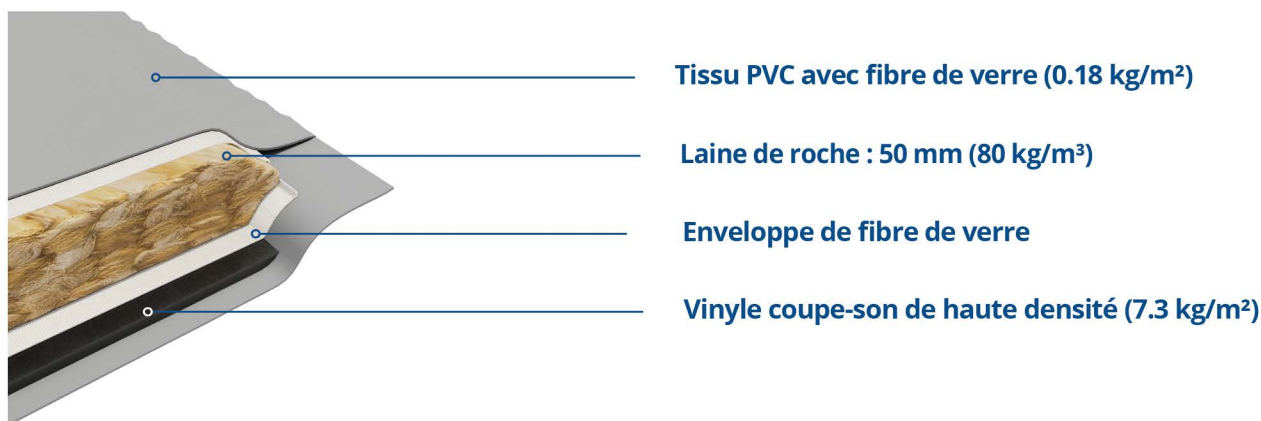 Tissu PVC avec fibre de verre (0.18 kg/m²)
Laine de roche : 50 mm (80 kg/m³)
Enveloppe de fibre de verre
Vinyle coupe-son de haute densité (7.3 kg/m²)